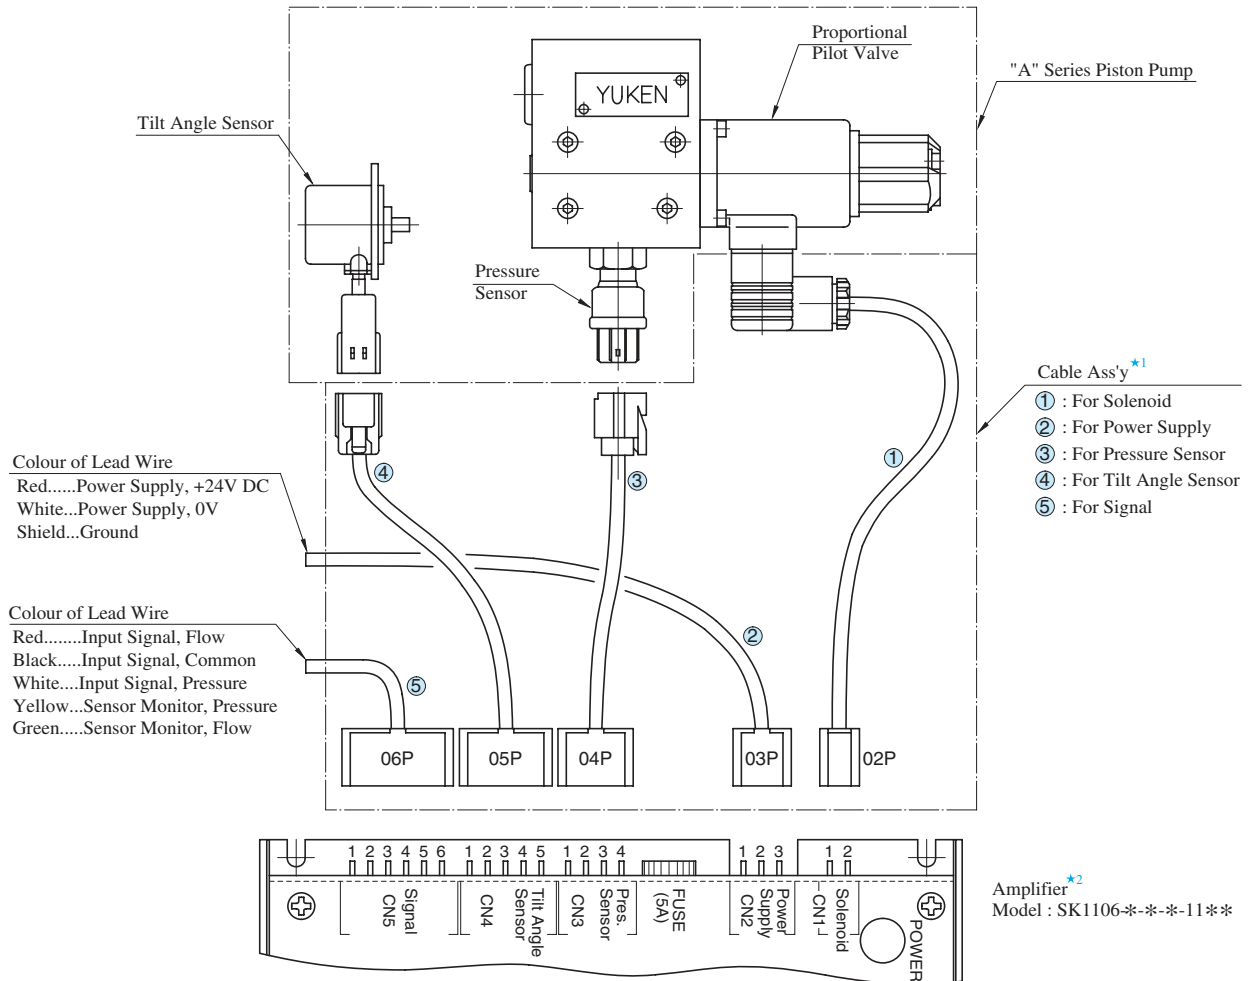 Proportional
Pilot Valve
"A" Series Piston Pump
YUKEN
Tilt Angle Sensor
Pressure
Sensor
Cable Ass'y ★1
① : For Solenoid
② : For Power Supply
③ : For Pressure Sensor
④ : For Tilt Angle Sensor
⑤ : For Signal
Colour of Lead Wire
Red......Power Supply, +24V DC
White...Power Supply, 0V
Shield...Ground
Colour of Lead Wire
Red........Input Signal, Flow
Black.....Input Signal, Common
White....Input Signal, Pressure
Yellow...Sensor Monitor, Pressure
Green.....Sensor Monitor, Flow
④
③
①
②
⑤
06P
05P
04P
03P
02P
1 2 3 4 5 6
1 2 3 4 5
1 2 3 4
1 2 3
1 2
Signal
CN5
Tilt Angle
Sensor
CN4
Pres.
Sensor
CN3
FUSE
(5A)
Power
Supply
CN2
Solenoid
CN1
POWER
Amplifier ★2
Model : SK1106-*-*-*-11**